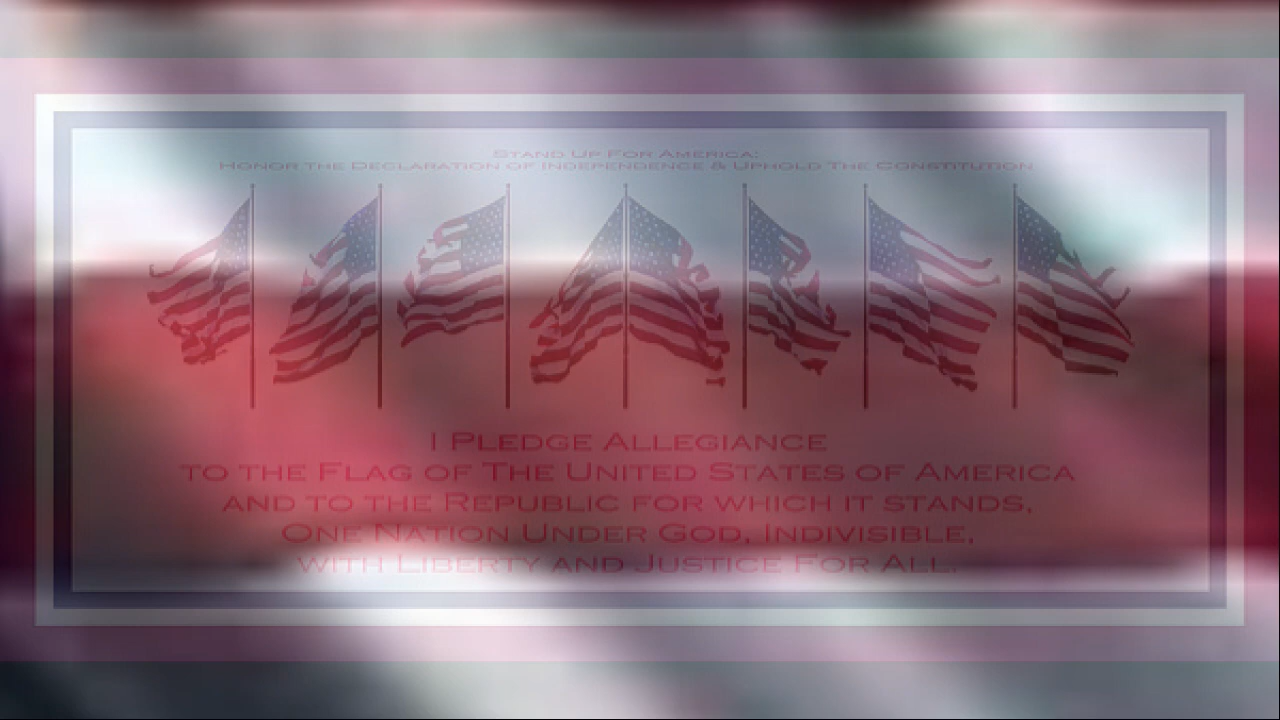 Stand Up For America:
Honor the Declaration of Independence & Uphold The Constitution
I Pledge Allegiance
to the Flag of The United States of America
and to the Republic for which it stands,
One Nation Under God, Indivisible,
with Liberty and Justice For All.